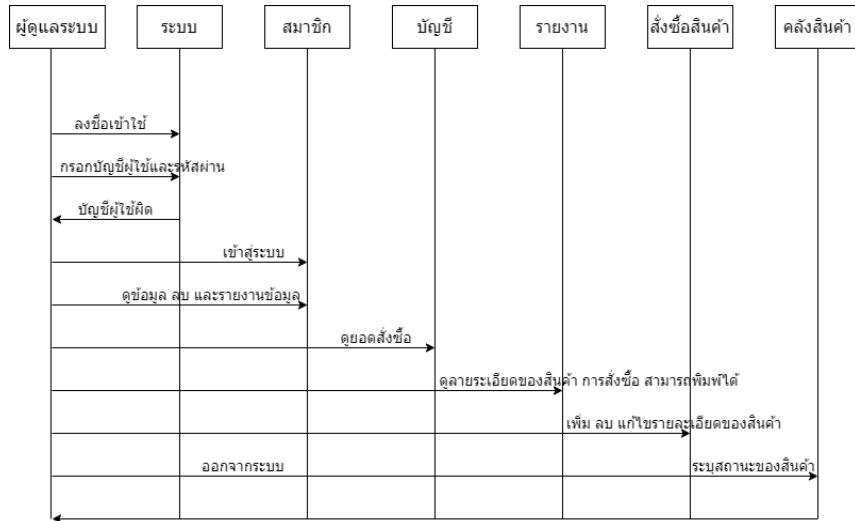 ผู้ดูแลระบบ
ระบบ
สมาชิก
บัญชี
รายงาน
สั่งซื้อสินค้า
คลังสินค้า
ลงชื่อเข้าใช้
กรอกบัญชีผู้ใช้และรหัสผ่าน
บัญชีผู้ใช้ผิด
เข้าสู่ระบบ
ดูข้อมูล ลบ และรายงานข้อมูล
ดูยอดสั่งซื้อ
ดูลายระเอียดของสินค้า การสั่งซื้อ สามารถพิมพ์ได้
เพิ่ม ลบ แก้ไขรายละเอียดของสินค้า
ออกจากระบบ
ระบุสถานะของสินค้า